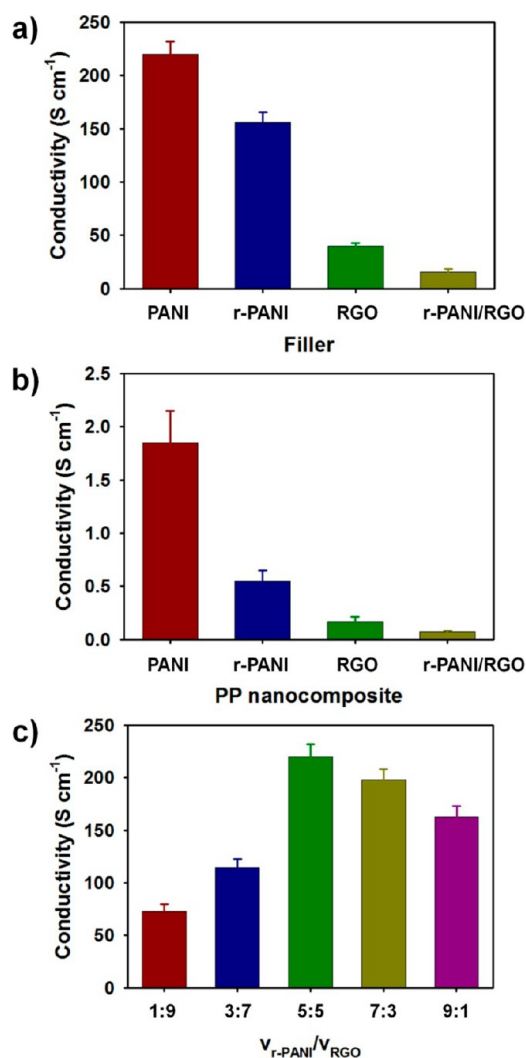 a)
Conductivity (S cm⁻¹)
250
200
150
100
50
0
PANI r-PANI RGO r-PANI/RGO
Filler
b)
Conductivity (S cm⁻¹)
2.5
2.0
1.5
1.0
0.5
0.0
PANI r-PANI RGO r-PANI/RGO
PP nanocomposite
c)
Conductivity (S cm⁻¹)
250
200
150
100
50
0
1:9 3:7 5:5 7:3 9:1
v_r-PANI/v_RGO